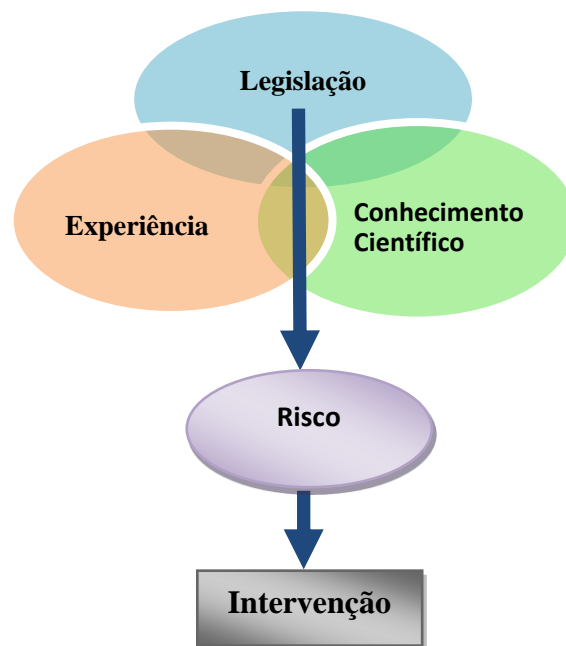 Legislação
Experiência
Conhecimento
Científico
Risco
Intervenção